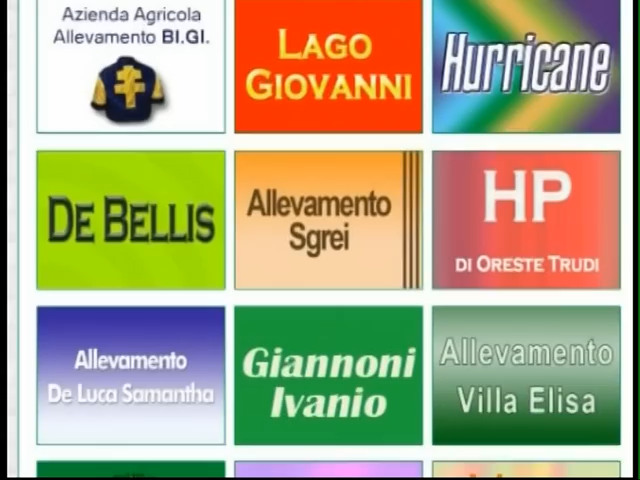 Azienda Agricola
Allevamento BI.GI.
LAGO
GIOVANNI
Hurricane
DE BELLIS
Allevamento
Sgrei
HP
DI ORESTE TRUDI
Allevamento
De Luca Samantha
Giannoni
Ivanio
Allevamento
Villa Elisa